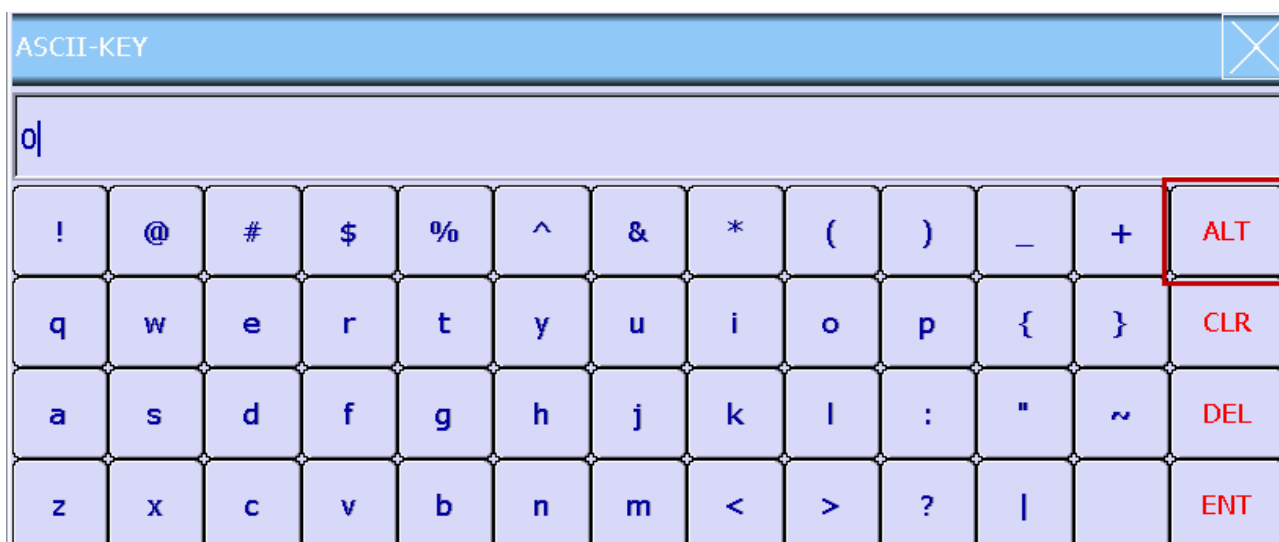 ASCII-KEY
0
! @ # $ % ^ & * ( ) _ + ALT
q w e r t y u i o p { } CLR
a s d f g h j k l : " ~ DEL
z x c v b n m < > ? | ENT